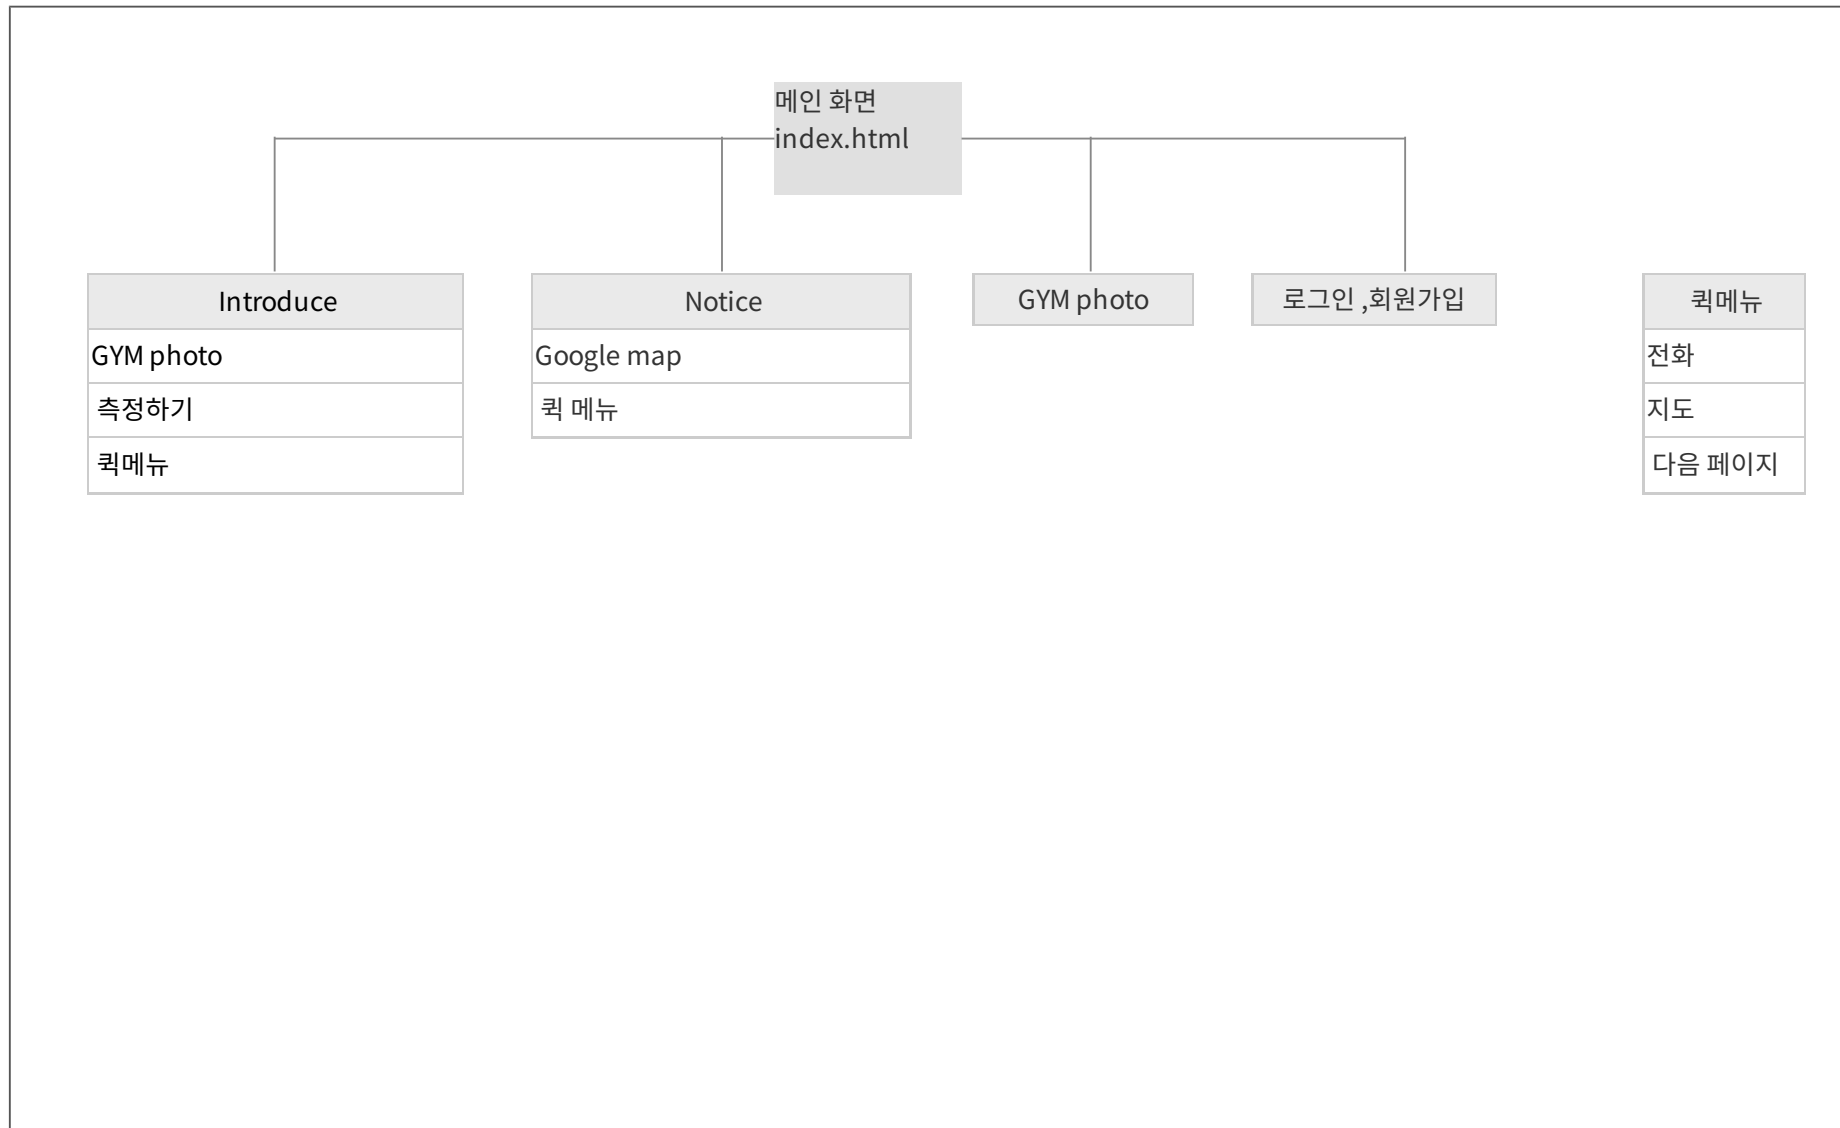 메인 화면
index.html
Introduce
GYM photo
측정하기
퀵메뉴
Notice
Google map
퀵 메뉴
GYM photo
로그인 ,회원가입
퀵메뉴
전화
지도
다음 페이지